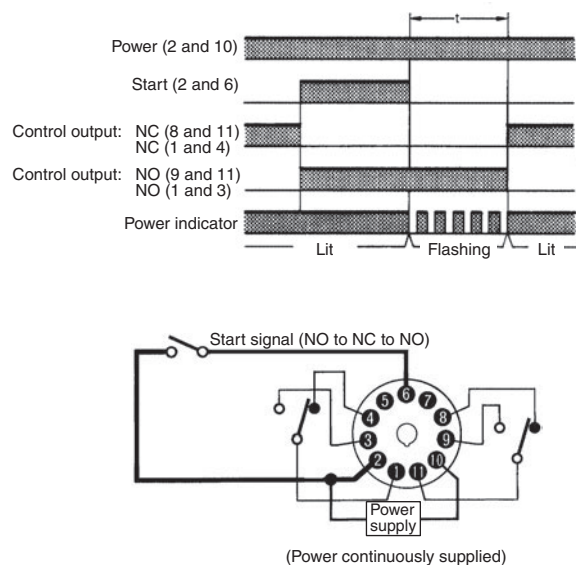 t
Power (2 and 10)
Start (2 and 6)
Control output: NC (8 and 11)
NC (1 and 4)
Control output: NO (9 and 11)
NO (1 and 3)
Power indicator
Lit Flashing Lit
Start signal (NO to NC to NO)
6
5 7
4 8
3 9
2 10
1 11
Power
supply
(Power continuously supplied)